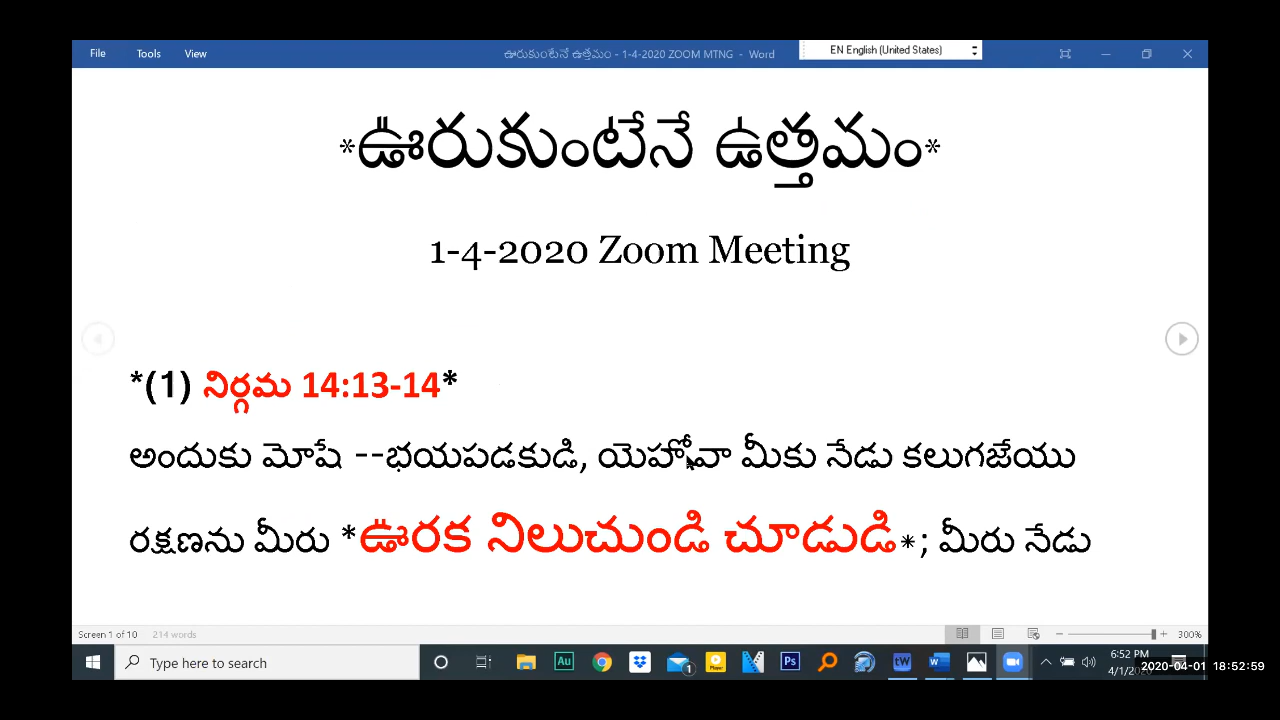 File Tools View ఊరుకుంటేనే ఉత్తమం - 1-4-2020 ZOOM MTNG - Word EN English (United States)
*ఊరుకుంటేనే ఉత్తమం*
1-4-2020 Zoom Meeting
*(1) నిర్గమ 14:13-14*
అందుకు మోషే --భయపడకుడి, యెహోవా మీకు నేడు కలుగజేయు
రక్షణను మీరు *ఊరక నిలుచుండి చూడుడి*; మీరు నేడు
Screen 1 of 10 214 words 300%
Type here to search
6:52 PM
2020-04-01 18:52:59